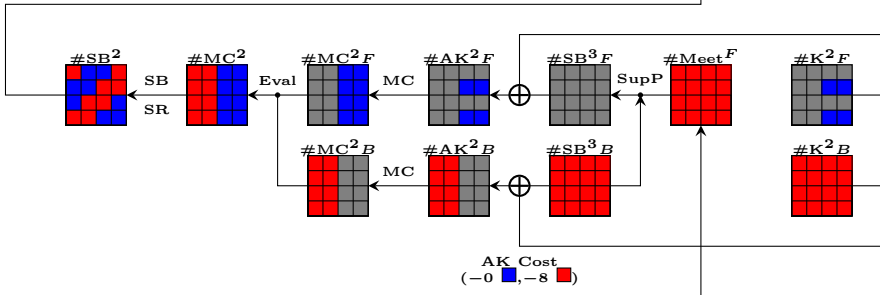 #SB² #MC² #MC²F #AK²F #SB³F #Meet^F #K²F
SB Eval MC SupP
SR
#MC²B #AK²B #SB³B #K²B
MC
AK Cost
(−0 ,−8 )